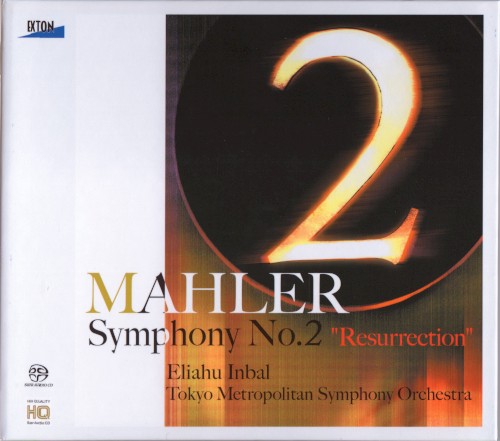 EXTON
2
MAHLER
Symphony No.2 "Resurrection"
Eliahu Inbal
Tokyo Metropolitan Symphony Orchestra
HQ